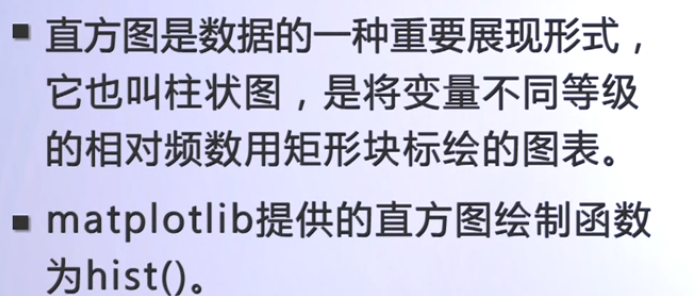 ▪ 直方图是数据的一种重要展现形式，
它也叫柱状图，是将变量不同等级
的相对频数用矩形块标绘的图表。
▪ matplotlib提供的直方图绘制函数
为hist()。